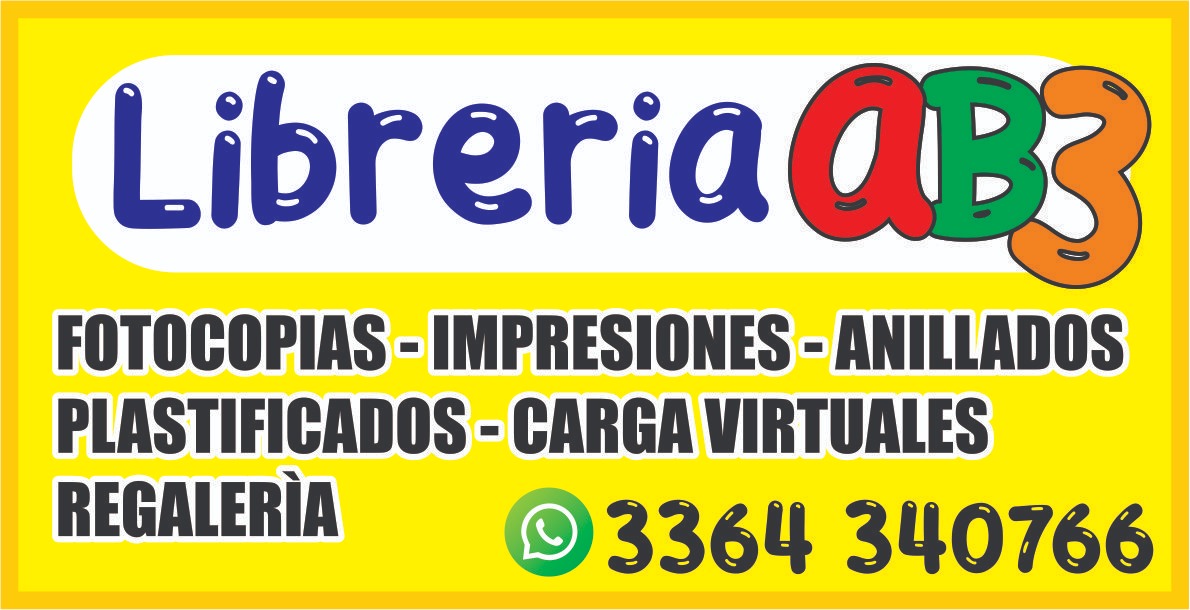 Libreria aB3
FOTOCOPIAS - IMPRESIONES - ANILLADOS
PLASTIFICADOS - CARGA VIRTUALES
REGALERÌA
3364 340766